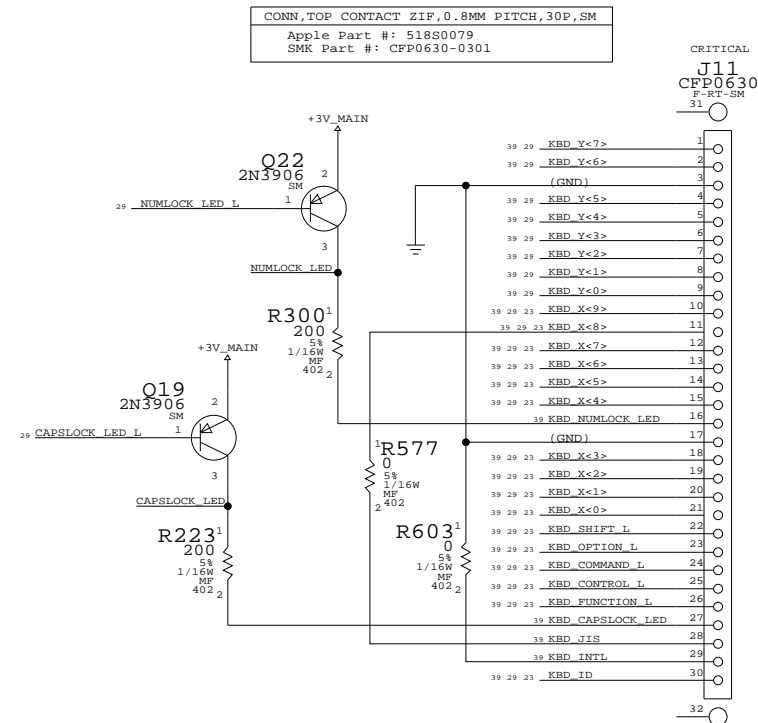 CONN,TOP CONTACT ZIF,0.8MM PITCH,30P,SM
Apple Part #: 518S0079
SMK Part #: CFP0630-0301
CRITICAL
J11
CFP0630
F-RT-SM
31
+3V_MAIN
Q22
2N3906
SM
2
1
3
29 NUMLOCK_LED_L
NUMLOCK_LED
R300
1
200
5%
1/16W
MF
402
2
+3V_MAIN
Q19
2N3906
SM
2
1
3
29 CAPSLOCK_LED_L
CAPSLOCK_LED
R223
1
200
5%
1/16W
MF
402
2
1
R577
0
5%
1/16W
MF
402
2
R603
1
0
5%
1/16W
MF
402
2
39 29 KBD_Y<7> 1
39 29 KBD_Y<6> 2
(GND) 3
39 29 KBD_Y<5> 4
39 29 KBD_Y<4> 5
39 29 KBD_Y<3> 6
39 29 KBD_Y<2> 7
39 29 KBD_Y<1> 8
39 29 KBD_Y<0> 9
39 29 23 KBD_X<9> 10
39 29 23 KBD_X<8> 11
39 29 23 KBD_X<7> 12
39 29 23 KBD_X<6> 13
39 29 23 KBD_X<5> 14
39 29 23 KBD_X<4> 15
39 KBD_NUMLOCK_LED 16
(GND) 17
39 29 23 KBD_X<3> 18
39 29 23 KBD_X<2> 19
39 29 23 KBD_X<1> 20
39 29 23 KBD_X<0> 21
39 29 23 KBD_SHIFT_L 22
39 29 23 KBD_OPTION_L 23
39 29 23 KBD_COMMAND_L 24
39 29 23 KBD_CONTROL_L 25
39 29 23 KBD_FUNCTION_L 26
39 KBD_CAPSLOCK_LED 27
39 KBD_JIS 28
39 KBD_INTL 29
39 29 23 KBD_ID 30
32